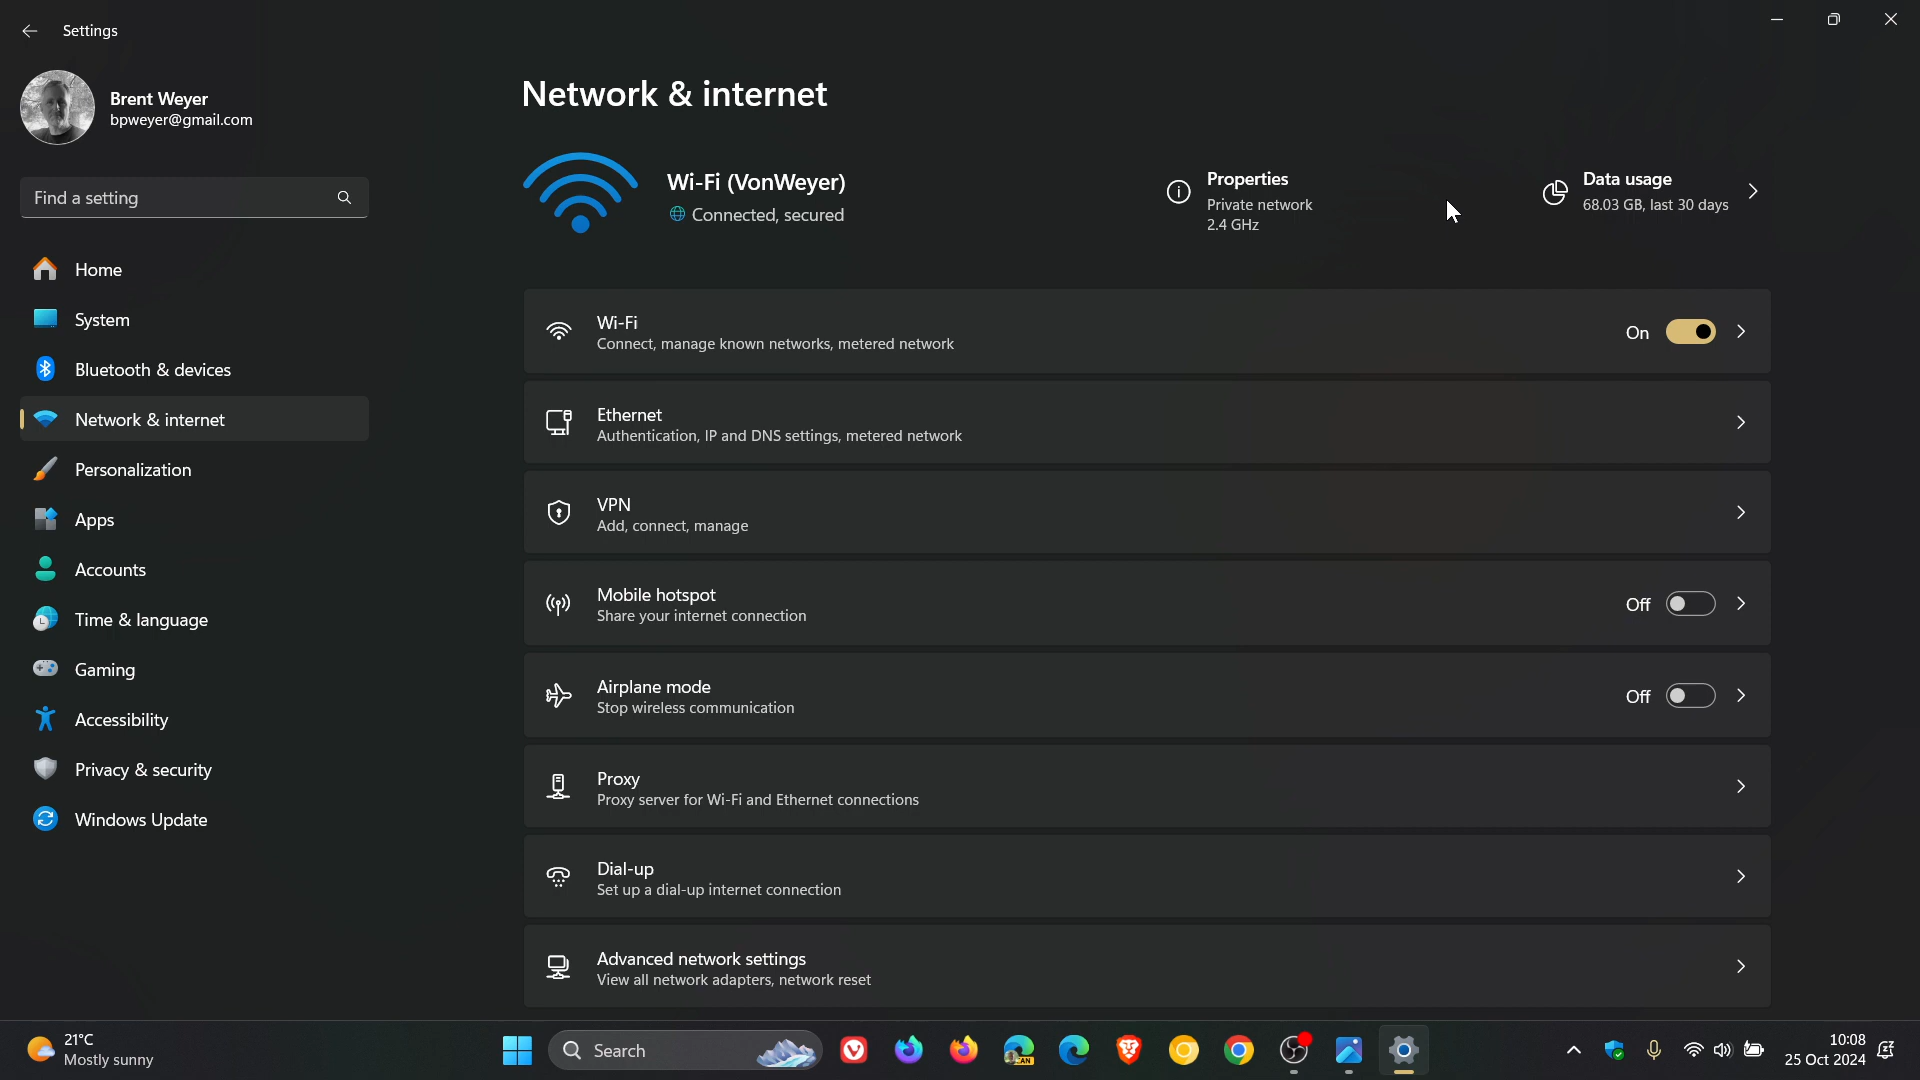 Settings
Brent Weyer
bpweyer@gmail.com
Find a setting
Home
System
Bluetooth & devices
Network & internet
Personalization
Apps
Accounts
Time & language
Gaming
Accessibility
Privacy & security
Windows Update
Network & internet
Wi-Fi (VonWeyer)
Connected, secured
Properties
Private network
2.4 GHz
Data usage
68.03 GB, last 30 days
Wi-Fi
Connect, manage known networks, metered network
On
Ethernet
Authentication, IP and DNS settings, metered network
VPN
Add, connect, manage
Mobile hotspot
Share your internet connection
Off
Airplane mode
Stop wireless communication
Off
Proxy
Proxy server for Wi-Fi and Ethernet connections
Dial-up
Set up a dial-up internet connection
Advanced network settings
View all network adapters, network reset
21°C
Mostly sunny
Search
CAN
10:08
25 Oct 2024